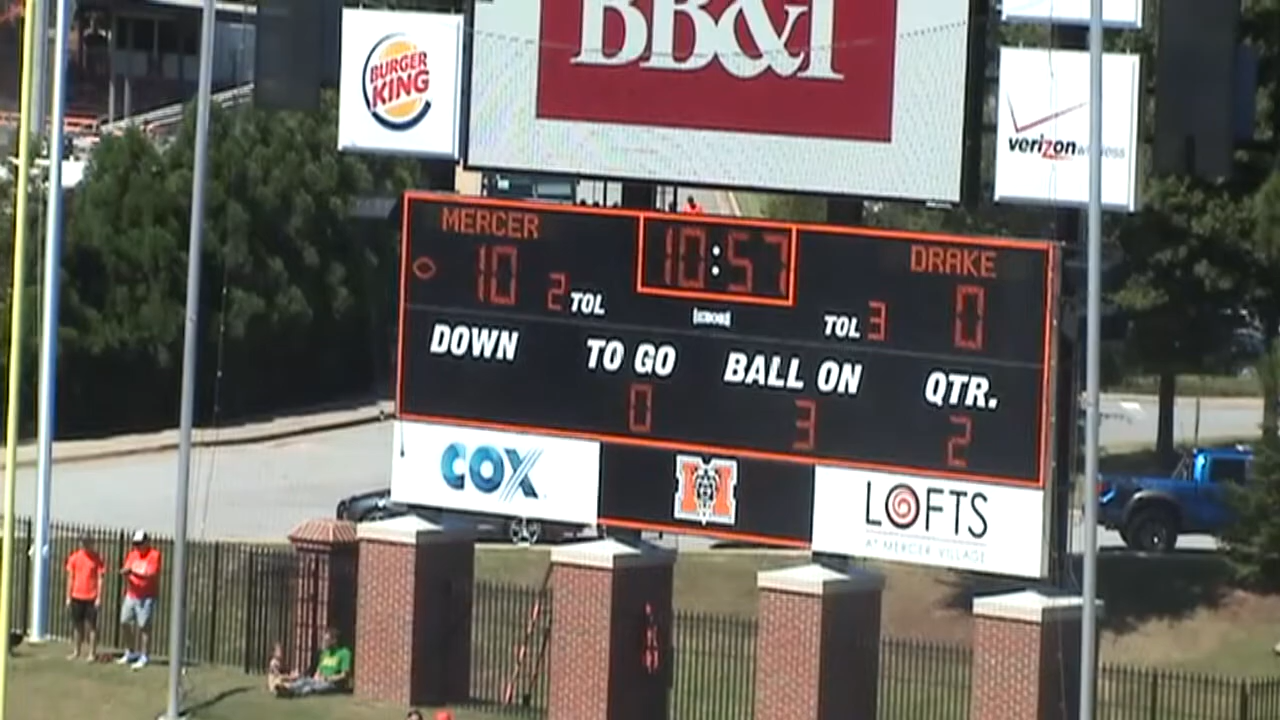 BB&T
BURGER
KING
verizon wireless
MERCER 10:57 DRAKE
10 2 TOL TOL 3 0
DOWN TO GO BALL ON QTR.
0 3 2
COX M LOFTS
AT MERCER VILLAGE